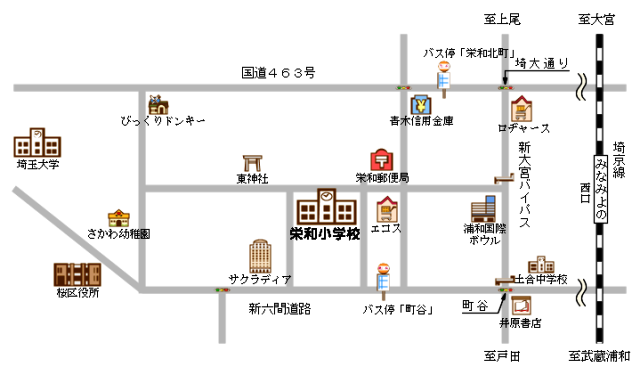 至上尾
至大宮
バス停「栄和北町」
埼大通り
国道４６３号
びっくりドンキー
青木信用金庫
ロヂャース
埼玉大学
東神社
栄和郵便局
新大宮バイパス
埼京線
みなみよの
西口
さかわ幼稚園
栄和小学校
エコス
浦和国際
ボウル
サクラディア
土合中学校
桜区役所
新六間道路
バス停「町谷」
町谷
井原書店
至戸田
至武蔵浦和